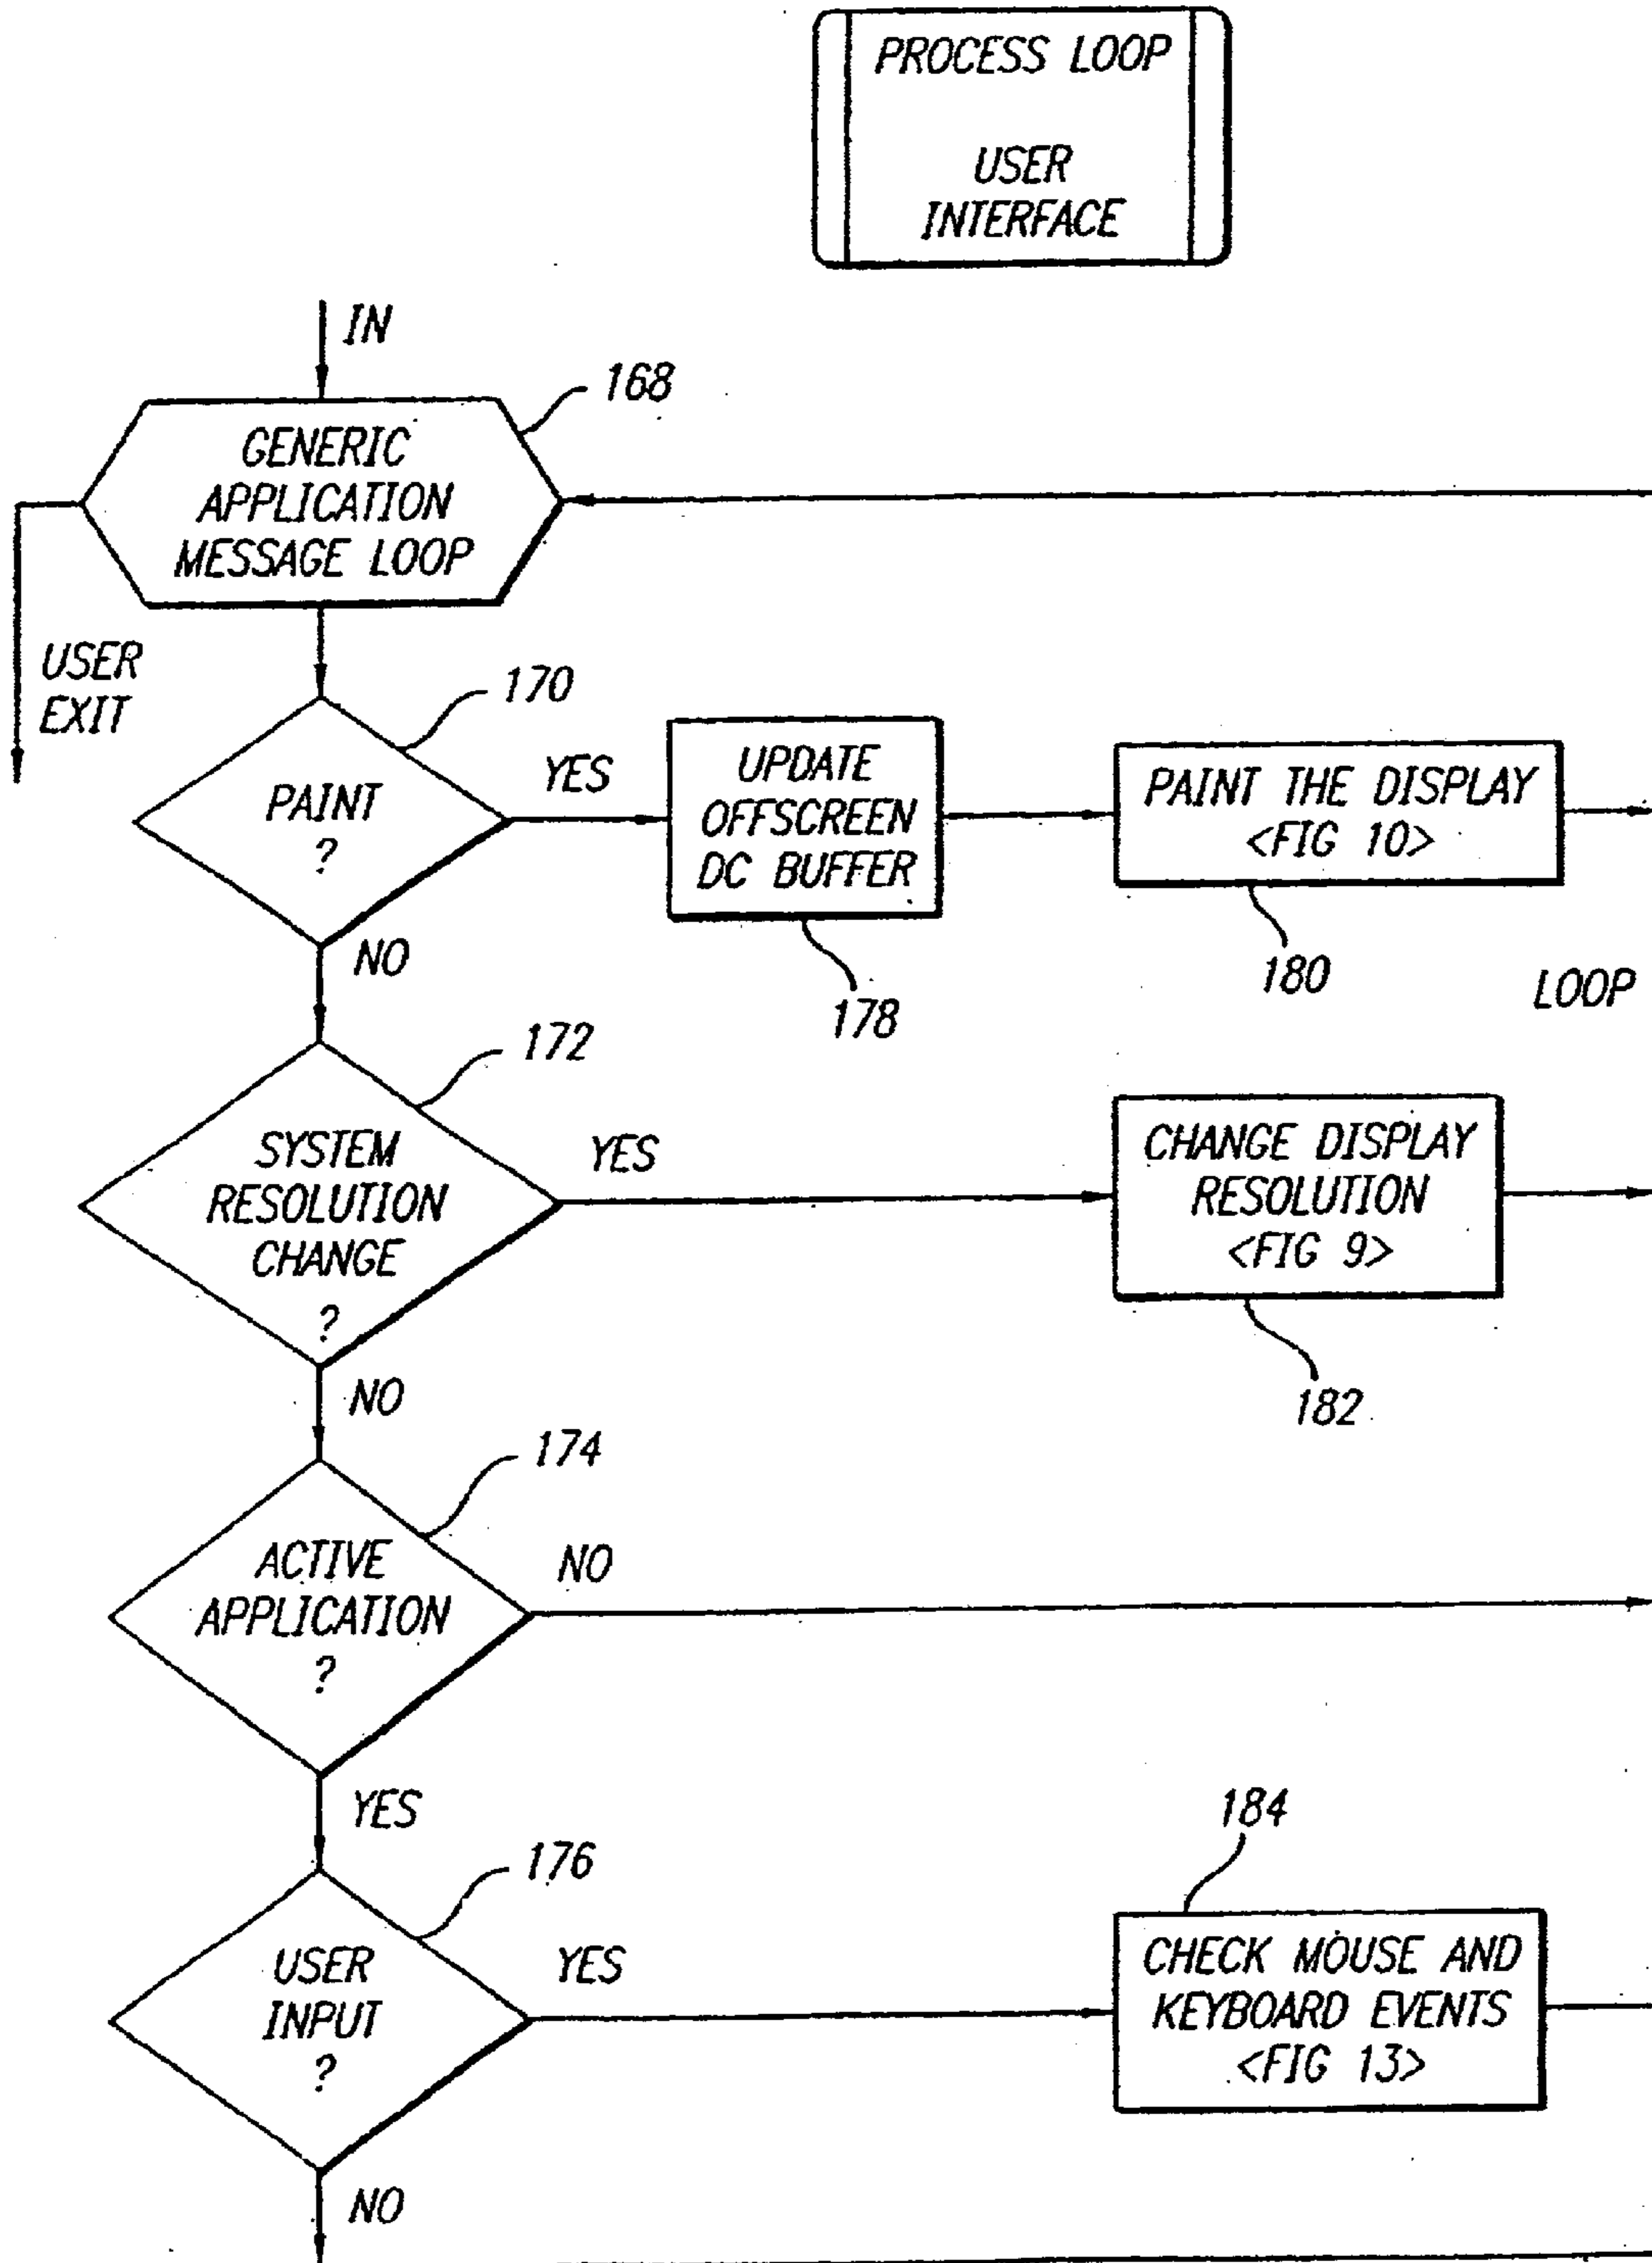 PROCESS LOOP
USER
INTERFACE
IN
168
GENERIC
APPLICATION
MESSAGE LOOP
USER
EXIT
170
PAINT
?
YES
UPDATE
OFFSCREEN
DC BUFFER
178
PAINT THE DISPLAY
<FIG 10>
180
LOOP
NO
172
SYSTEM
RESOLUTION
CHANGE
?
YES
CHANGE DISPLAY
RESOLUTION
<FIG 9>
182
NO
174
ACTIVE
APPLICATION
?
NO
YES
176
USER
INPUT
?
YES
184
CHECK MOUSE AND
KEYBOARD EVENTS
<FIG 13>
NO